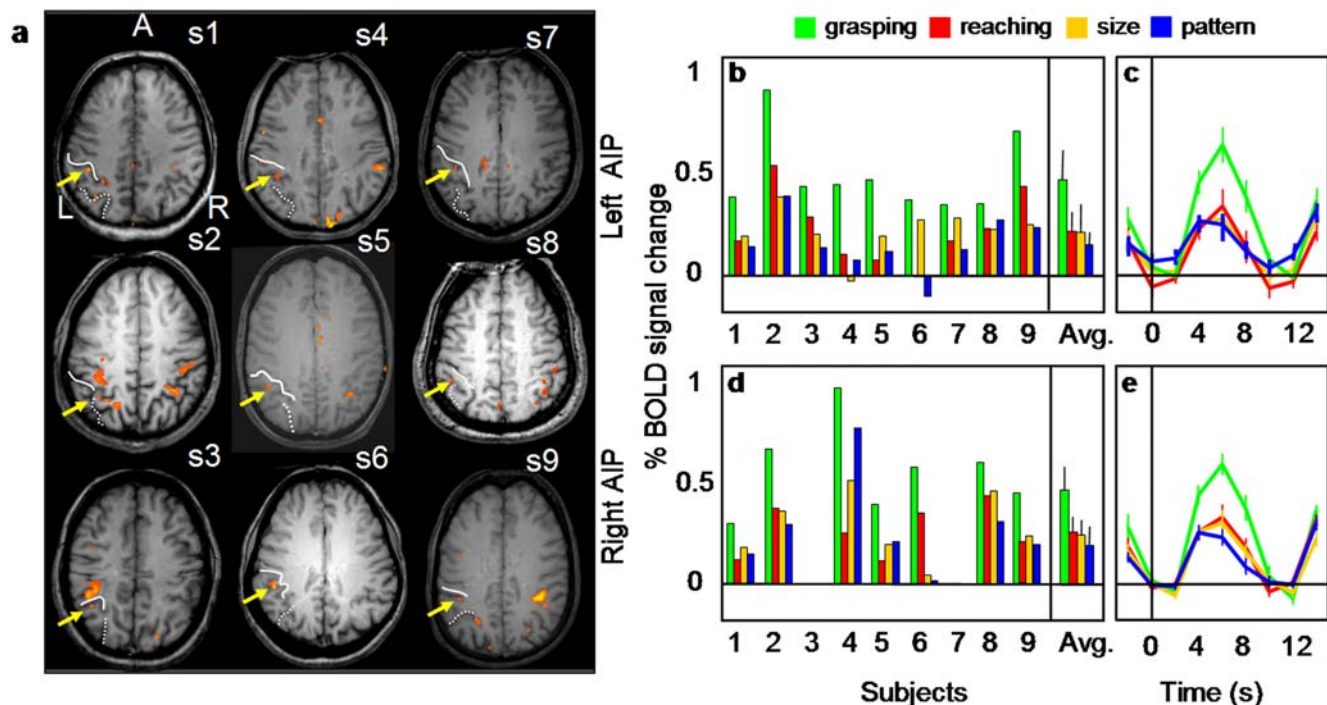 grasping reaching size pattern
a
A
s1 s4 s7
L R
s2 s5 s8
s3 s6 s9
Left AIP
Right AIP
% BOLD signal change
b
1
0.5
0
1 2 3 4 5 6 7 8 9 Avg.
c
0 4 8 12
d
1
0.5
0
1 2 3 4 5 6 7 8 9 Avg.
e
0 4 8 12
Subjects
Time (s)